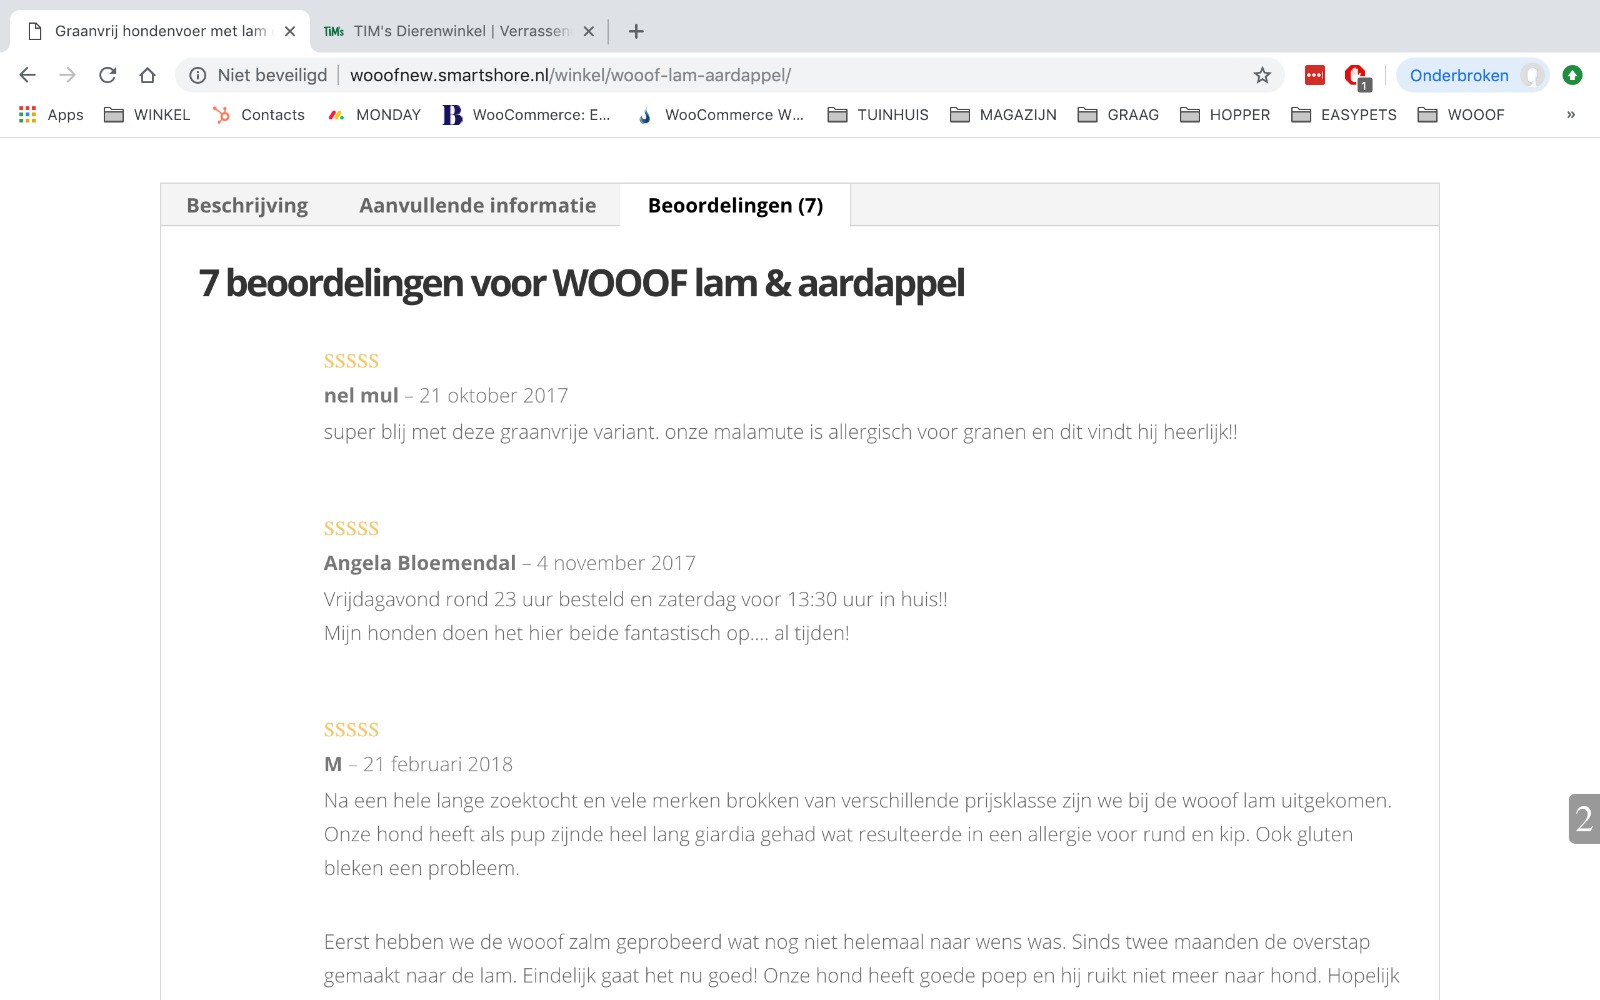 Graanvrij hondenvoer met lam
TiMs TIM's Dierenwinkel | Verrassen
Niet beveiligd wooofnew.smartshore.nl/winkel/wooof-lam-aardappel/
1
Onderbroken
Apps WINKEL Contacts MONDAY B WooCommerce: E... WooCommerce W... TUINHUIS MAGAZIJN GRAAG HOPPER EASYPETS WOOOF »
Beschrijving Aanvullende informatie Beoordelingen (7)
7 beoordelingen voor WOOOF lam & aardappel
SSSSS
nel mul – 21 oktober 2017
super blij met deze graanvrije variant. onze malamute is allergisch voor granen en dit vindt hij heerlijk!!
SSSSS
Angela Bloemendal – 4 november 2017
Vrijdagavond rond 23 uur besteld en zaterdag voor 13:30 uur in huis!!
Mijn honden doen het hier beide fantastisch op.... al tijden!
SSSSS
M – 21 februari 2018
Na een hele lange zoektocht en vele merken brokken van verschillende prijsklasse zijn we bij de wooof lam uitgekomen.
Onze hond heeft als pup zijnde heel lang giardia gehad wat resulteerde in een allergie voor rund en kip. Ook gluten
bleken een probleem.
2
Eerst hebben we de wooof zalm geprobeerd wat nog niet helemaal naar wens was. Sinds twee maanden de overstap
gemaakt naar de lam. Eindelijk gaat het nu goed! Onze hond heeft goede poep en hij ruikt niet meer naar hond. Hopelijk